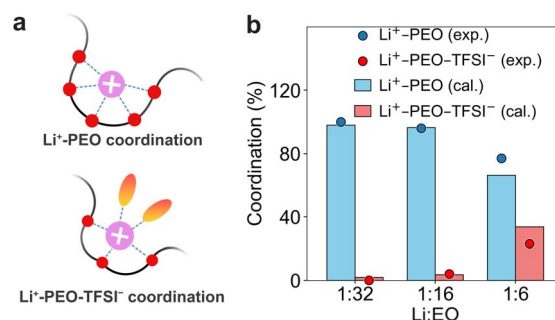 a
+
Li⁺-PEO coordination
+
Li⁺-PEO-TFSI⁻ coordination
b
Li⁺–PEO (exp.)
Li⁺–PEO–TFSI⁻ (exp.)
Li⁺–PEO (cal.)
Li⁺–PEO–TFSI⁻ (cal.)
Coordination (%)
120
80
40
0
1:32 1:16 1:6
Li:EO